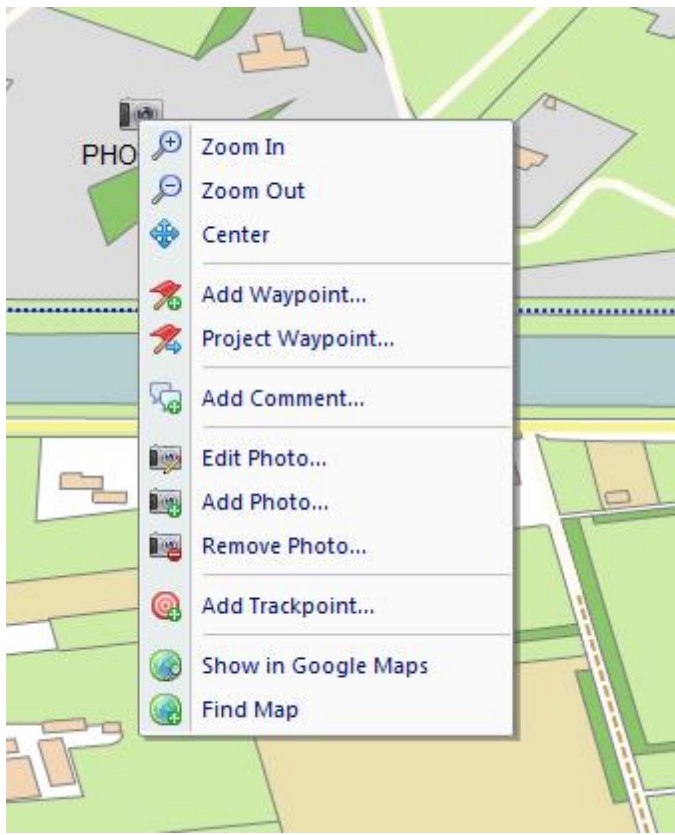 PHO
Zoom In
Zoom Out
Center
Add Waypoint...
Project Waypoint...
Add Comment...
Edit Photo...
Add Photo...
Remove Photo...
Add Trackpoint...
Show in Google Maps
Find Map